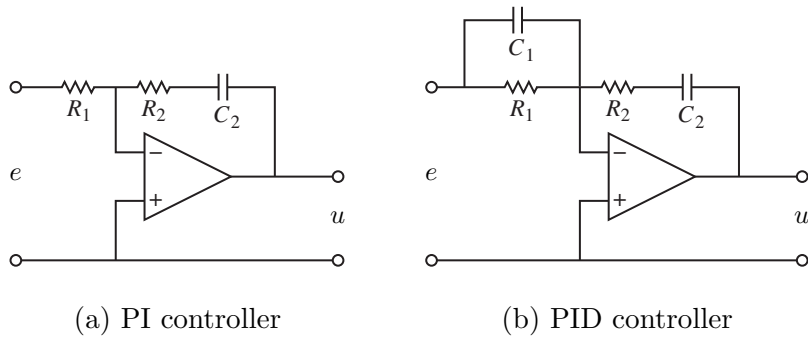 C₁
R₁ R₂ C₂
R₁ R₂ C₂
e − +
u
e − +
u
(a) PI controller
(b) PID controller